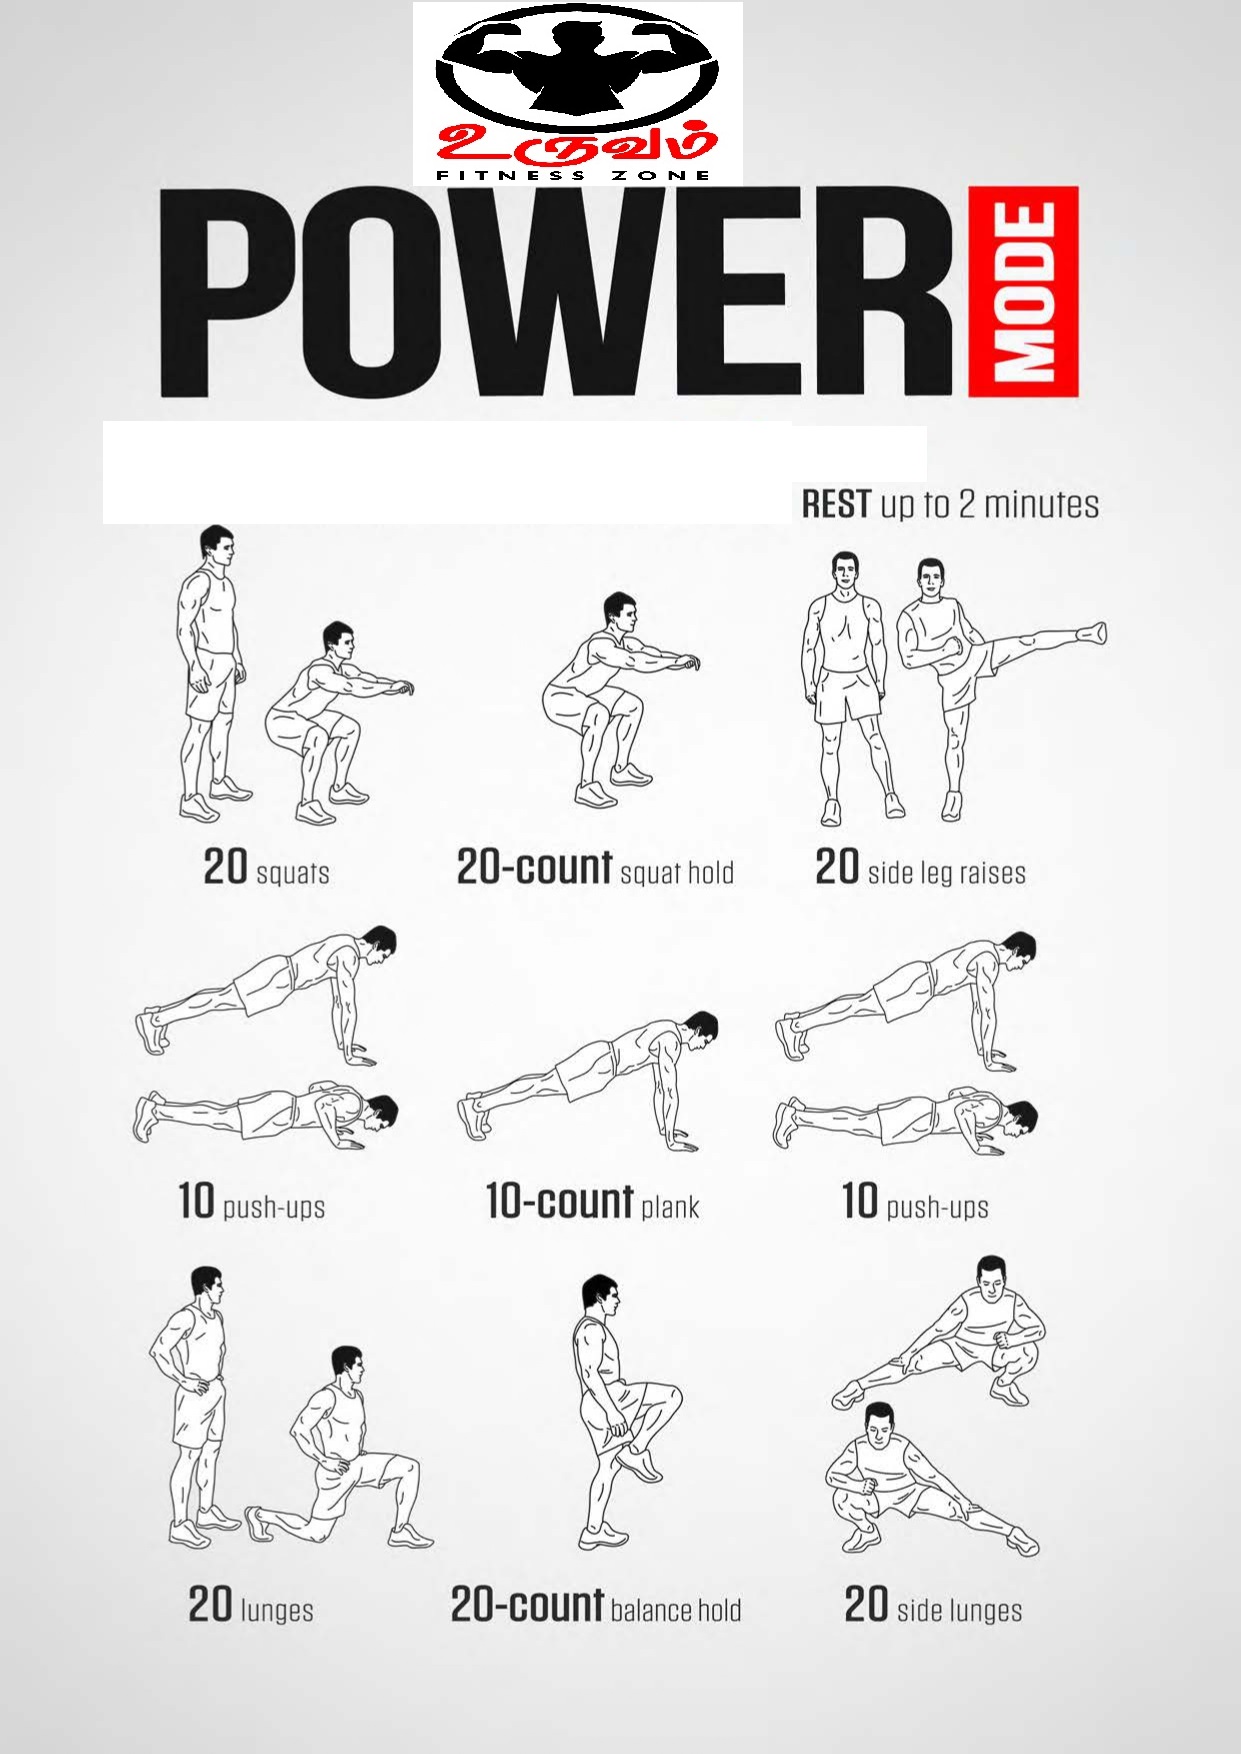 உருவம்
FITNESS ZONE
POWER MODE
REST up to 2 minutes
20 squats
20-count squat hold
20 side leg raises
10 push-ups
10-count plank
10 push-ups
20 lunges
20-count balance hold
20 side lunges